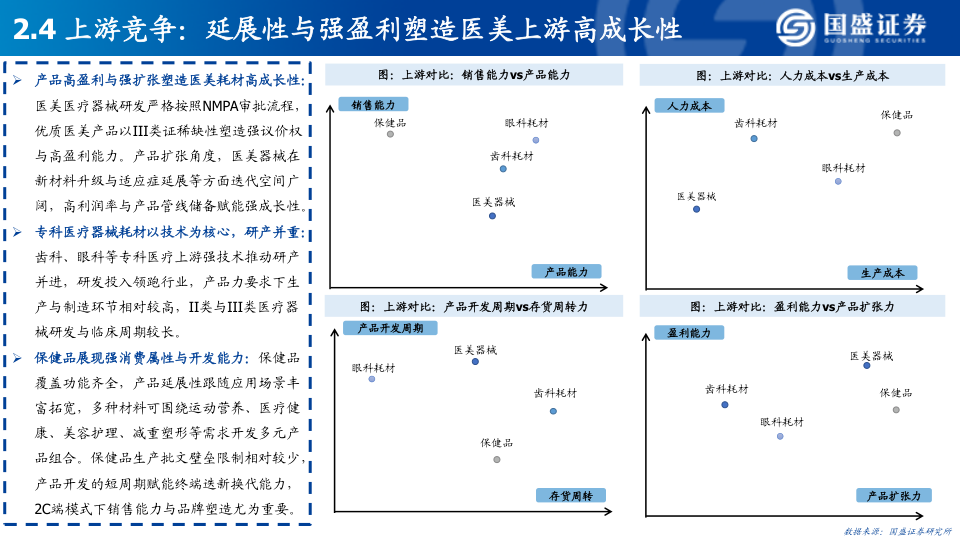 2.4 上游竞争：延展性与强盈利塑造医美上游高成长性
国盛证券
GUOSHENG SECURITIES
➢ 产品高盈利与强扩张塑造医美耗材高成长性：
医美医疗器械研发严格按照NMPA审批流程，
优质医美产品以III类证稀缺性塑造强议价权
与高盈利能力。产品扩张角度，医美器械在
新材料升级与适应症延展等方面迭代空间广
阔，高利润率与产品管线储备赋能强成长性。
➢ 专科医疗器械耗材以技术为核心，研产并重：
齿科、眼科等专科医疗上游强技术推动研产
并进，研发投入领跑行业，产品力要求下生
产与制造环节相对较高，II类与III类医疗器
械研发与临床周期较长。
➢ 保健品展现强消费属性与开发能力：保健品
覆盖功能齐全，产品延展性跟随应用场景丰
富拓宽，多种材料可围绕运动营养、医疗健
康、美容护理、减重塑形等需求开发多元产
品组合。保健品生产批文壁垒限制相对较少，
产品开发的短周期赋能终端迭新换代能力，
2C端模式下销售能力与品牌塑造尤为重要。
图：上游对比：销售能力vs产品能力
销售能力
保健品
眼科耗材
齿科耗材
医美器械
产品能力
图：上游对比：人力成本vs生产成本
人力成本
齿科耗材
保健品
眼科耗材
医美器械
生产成本
图：上游对比：产品开发周期vs存货周转力
产品开发周期
医美器械
眼科耗材
齿科耗材
保健品
存货周转
图：上游对比：盈利能力vs产品扩张力
盈利能力
医美器械
齿科耗材
保健品
眼科耗材
产品扩张力
数据来源：国盛证券研究所